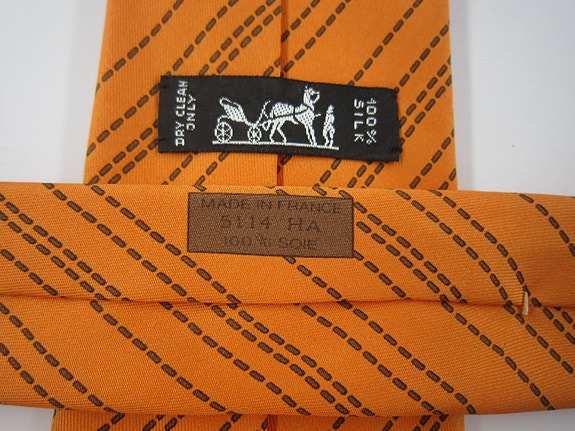 DRY CLEAN
ONLY
100%
SILK
MADE IN FRANCE
5114 HA
100% SOIE